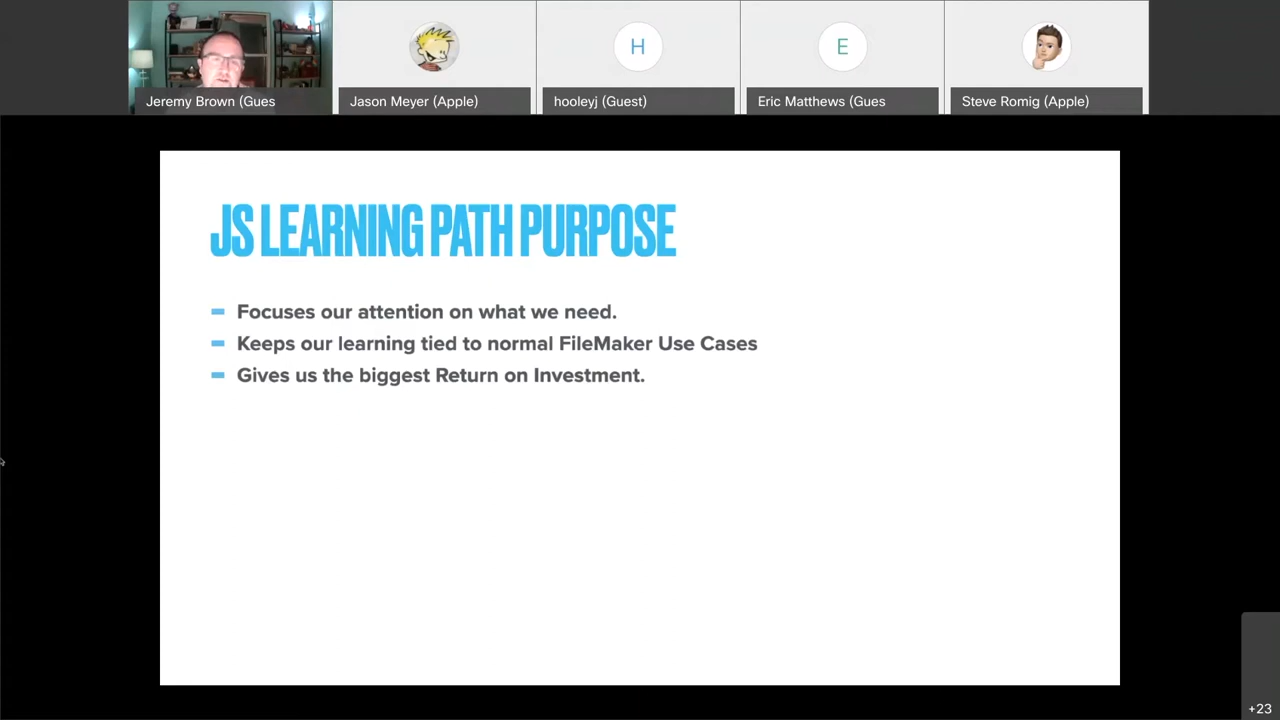 Jeremy Brown (Gues
Jason Meyer (Apple)
H
hooleyj (Guest)
E
Eric Matthews (Gues
Steve Romig (Apple)
JS LEARNING PATH PURPOSE
Focuses our attention on what we need.
Keeps our learning tied to normal FileMaker Use Cases
Gives us the biggest Return on Investment.
+23